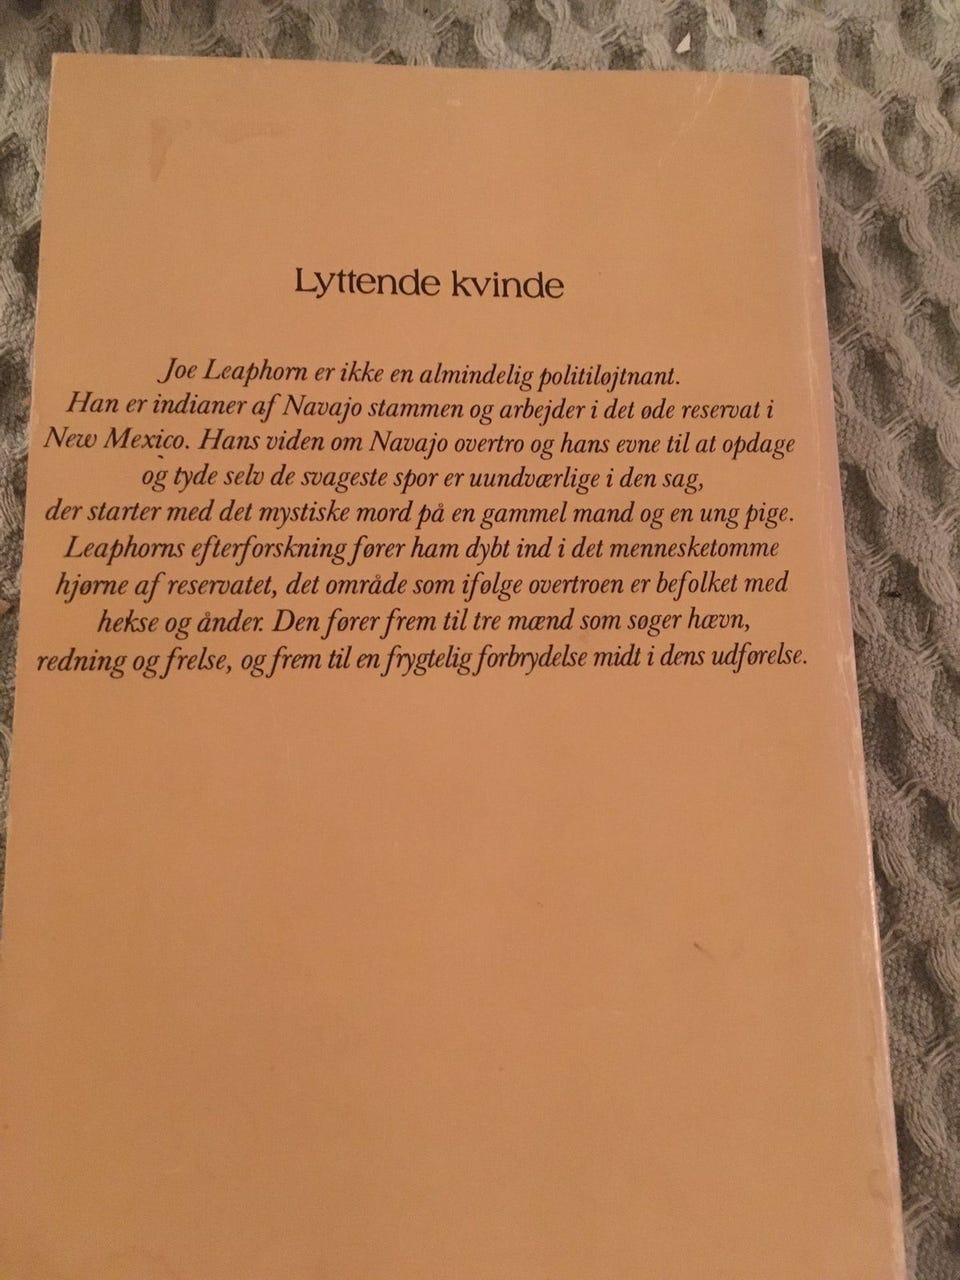 Lyttende kvinde
Joe Leaphorn er ikke en almindelig politiløjtnant.
Han er indianer af Navajo stammen og arbejder i det øde reservat i
New Mexico. Hans viden om Navajo overtro og hans evne til at opdage
og tyde selv de svageste spor er uundværlige i den sag,
der starter med det mystiske mord på en gammel mand og en ung pige.
Leaphorns efterforskning fører ham dybt ind i det mennesketomme
hjørne af reservatet, det område som ifølge overtroen er befolket med
hekse og ånder. Den fører frem til tre mænd som søger hævn,
redning og frelse, og frem til en frygtelig forbrydelse midt i dens udførelse.